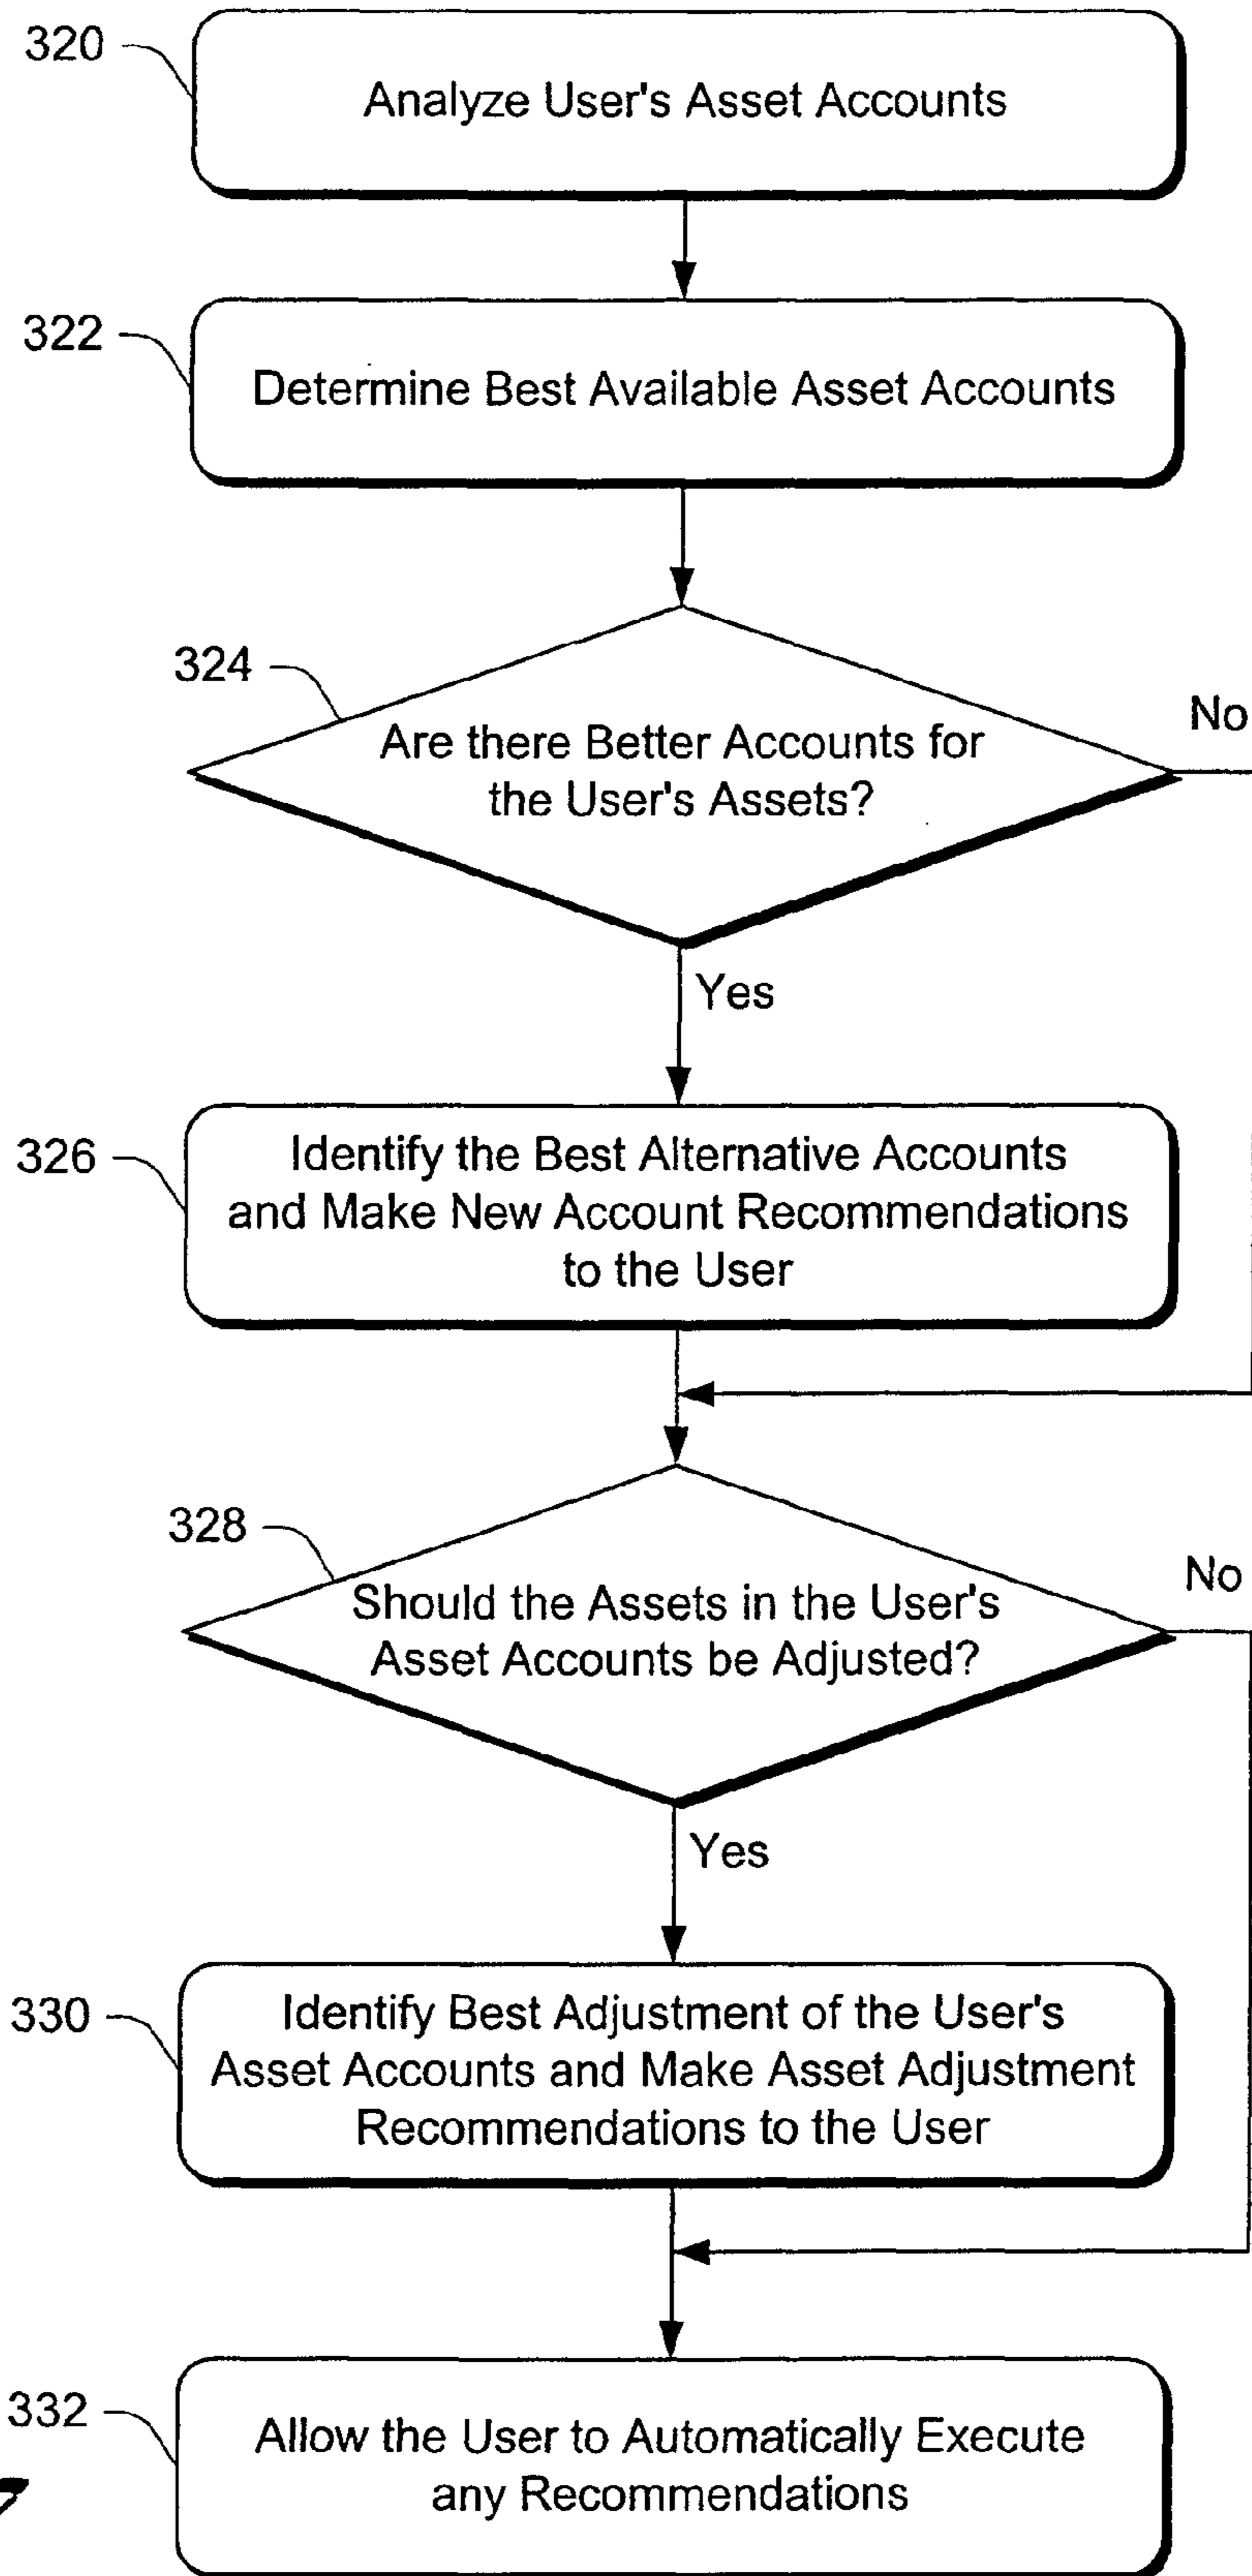 320
Analyze User's Asset Accounts
322
Determine Best Available Asset Accounts
324
Are there Better Accounts for
the User's Assets?
No
Yes
326
Identify the Best Alternative Accounts
and Make New Account Recommendations
to the User
328
Should the Assets in the User's
Asset Accounts be Adjusted?
No
Yes
330
Identify Best Adjustment of the User's
Asset Accounts and Make Asset Adjustment
Recommendations to the User
332
Allow the User to Automatically Execute
any Recommendations